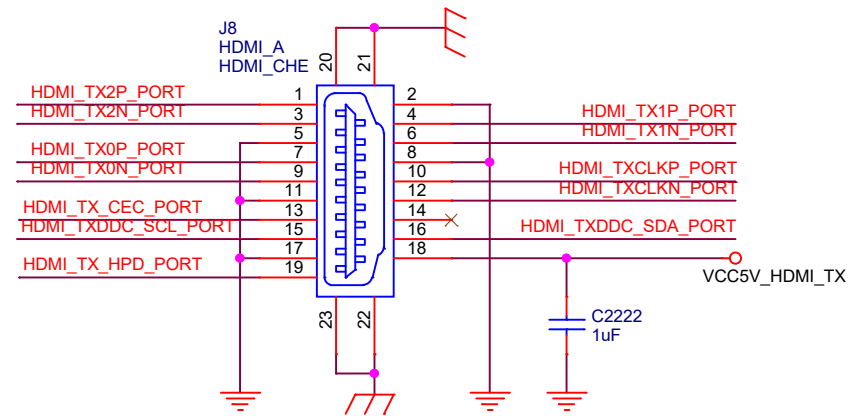 J8
HDMI_A
HDMI_CHE
20
21
HDMI_TX2P_PORT
1
2
HDMI_TX2N_PORT
3
4
HDMI_TX1P_PORT
5
6
HDMI_TX1N_PORT
HDMI_TX0P_PORT
7
8
HDMI_TX0N_PORT
9
10
HDMI_TXCLKP_PORT
11
12
HDMI_TXCLKN_PORT
HDMI_TX_CEC_PORT
13
14
HDMI_TXDDC_SCL_PORT
15
16
HDMI_TXDDC_SDA_PORT
17
18
HDMI_TX_HPD_PORT
19
VCC5V_HDMI_TX
23
22
C2222
1uF